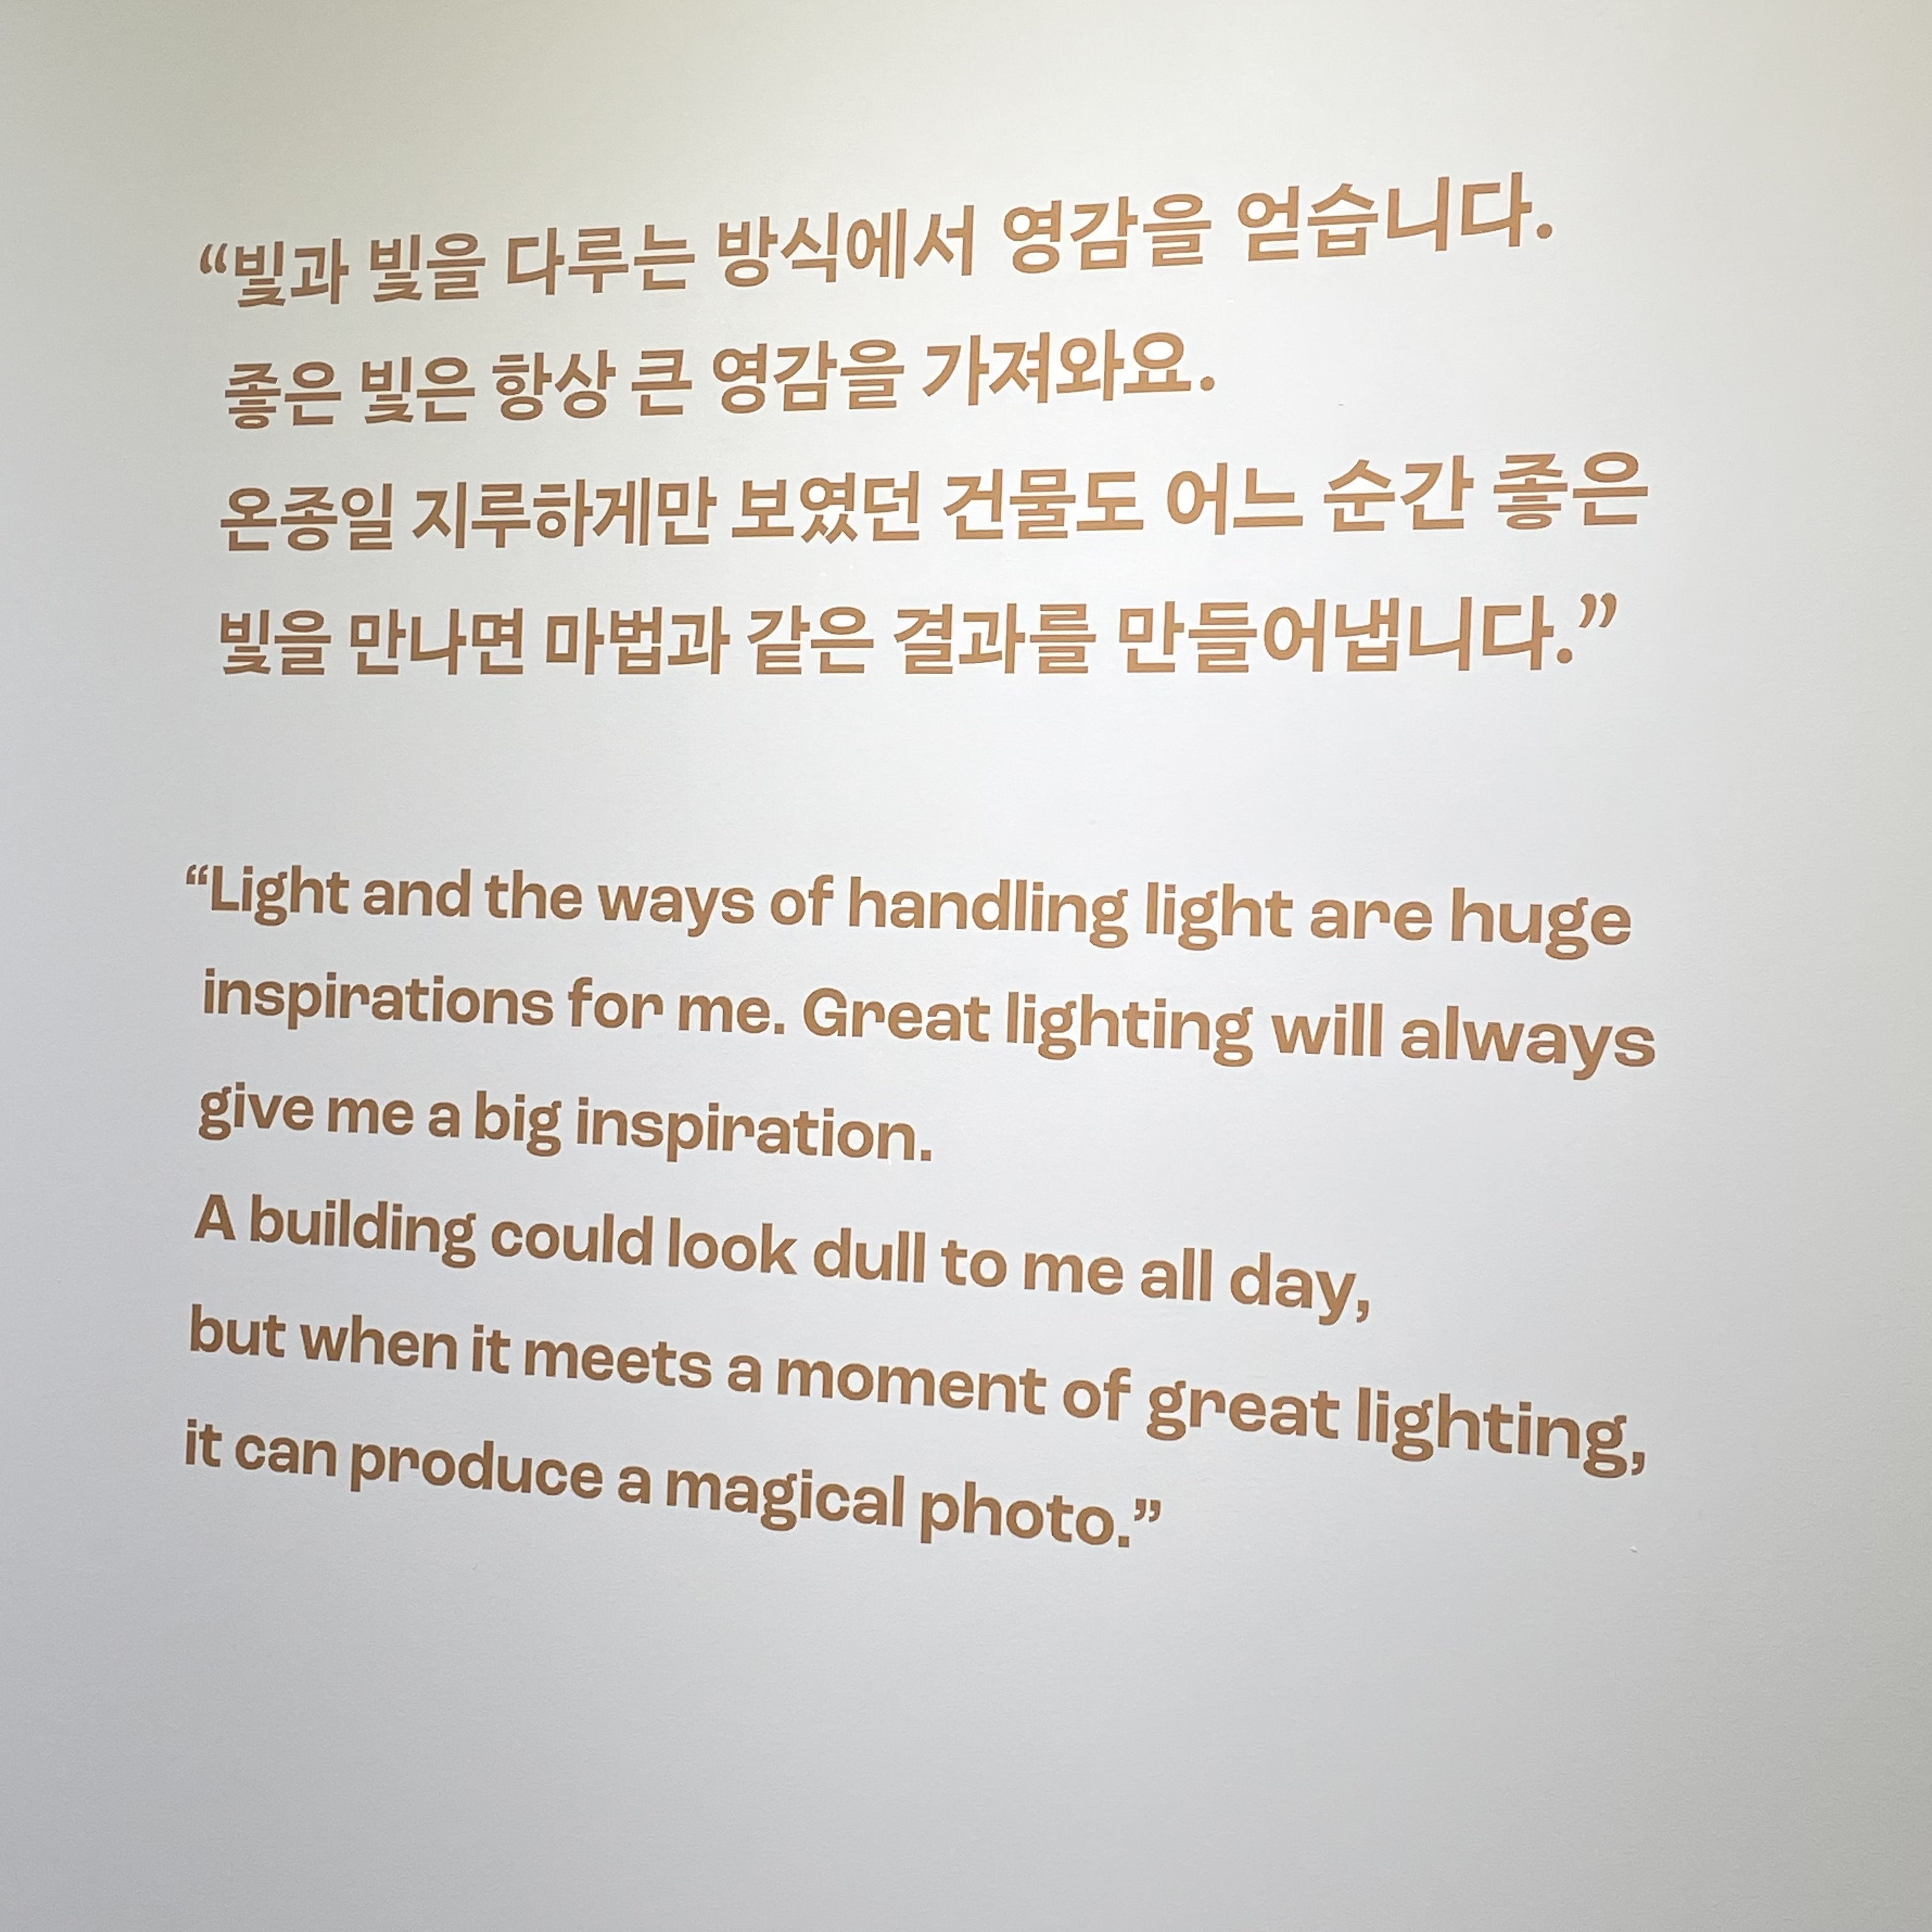 “빛과 빛을 다루는 방식에서 영감을 얻습니다.
좋은 빛은 항상 큰 영감을 가져와요.
온종일 지루하게만 보였던 건물도 어느 순간 좋은
빛을 만나면 마법과 같은 결과를 만들어냅니다.”
“Light and the ways of handling light are huge
inspirations for me. Great lighting will always
give me a big inspiration.
A building could look dull to me all day,
but when it meets a moment of great lighting,
it can produce a magical photo.”